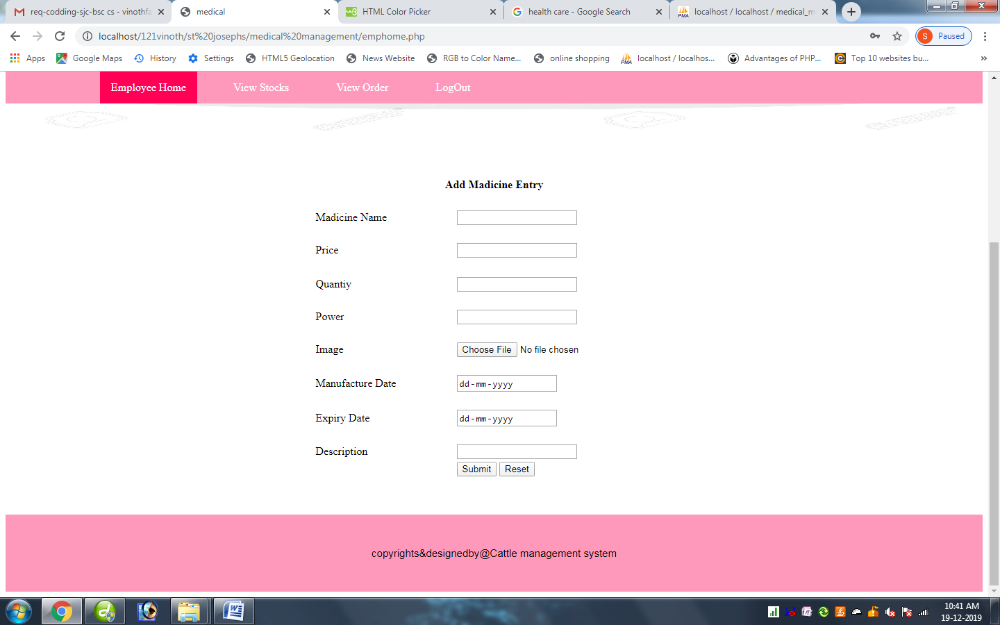 req-codding-sjc-bsc cs - vinothfa
medical
HTML Color Picker
health care - Google Search
localhost / localhost / medical_m
localhost/121vinoth/st%20josephs/medical%20management/emphome.php
S Paused
Apps
Google Maps
History
Settings
HTML5 Geolocation
News Website
RGB to Color Name...
online shopping
localhost / localhos...
Advantages of PHP...
Top 10 websites bu...
Employee Home
View Stocks
View Order
LogOut
Add Madicine Entry
Madicine Name
Price
Quantiy
Power
Image
Choose File No file chosen
Manufacture Date
dd-mm-yyyy
Expiry Date
dd-mm-yyyy
Description
Submit Reset
copyrights&designedby@Cattle management system
10:41 AM
19-12-2019